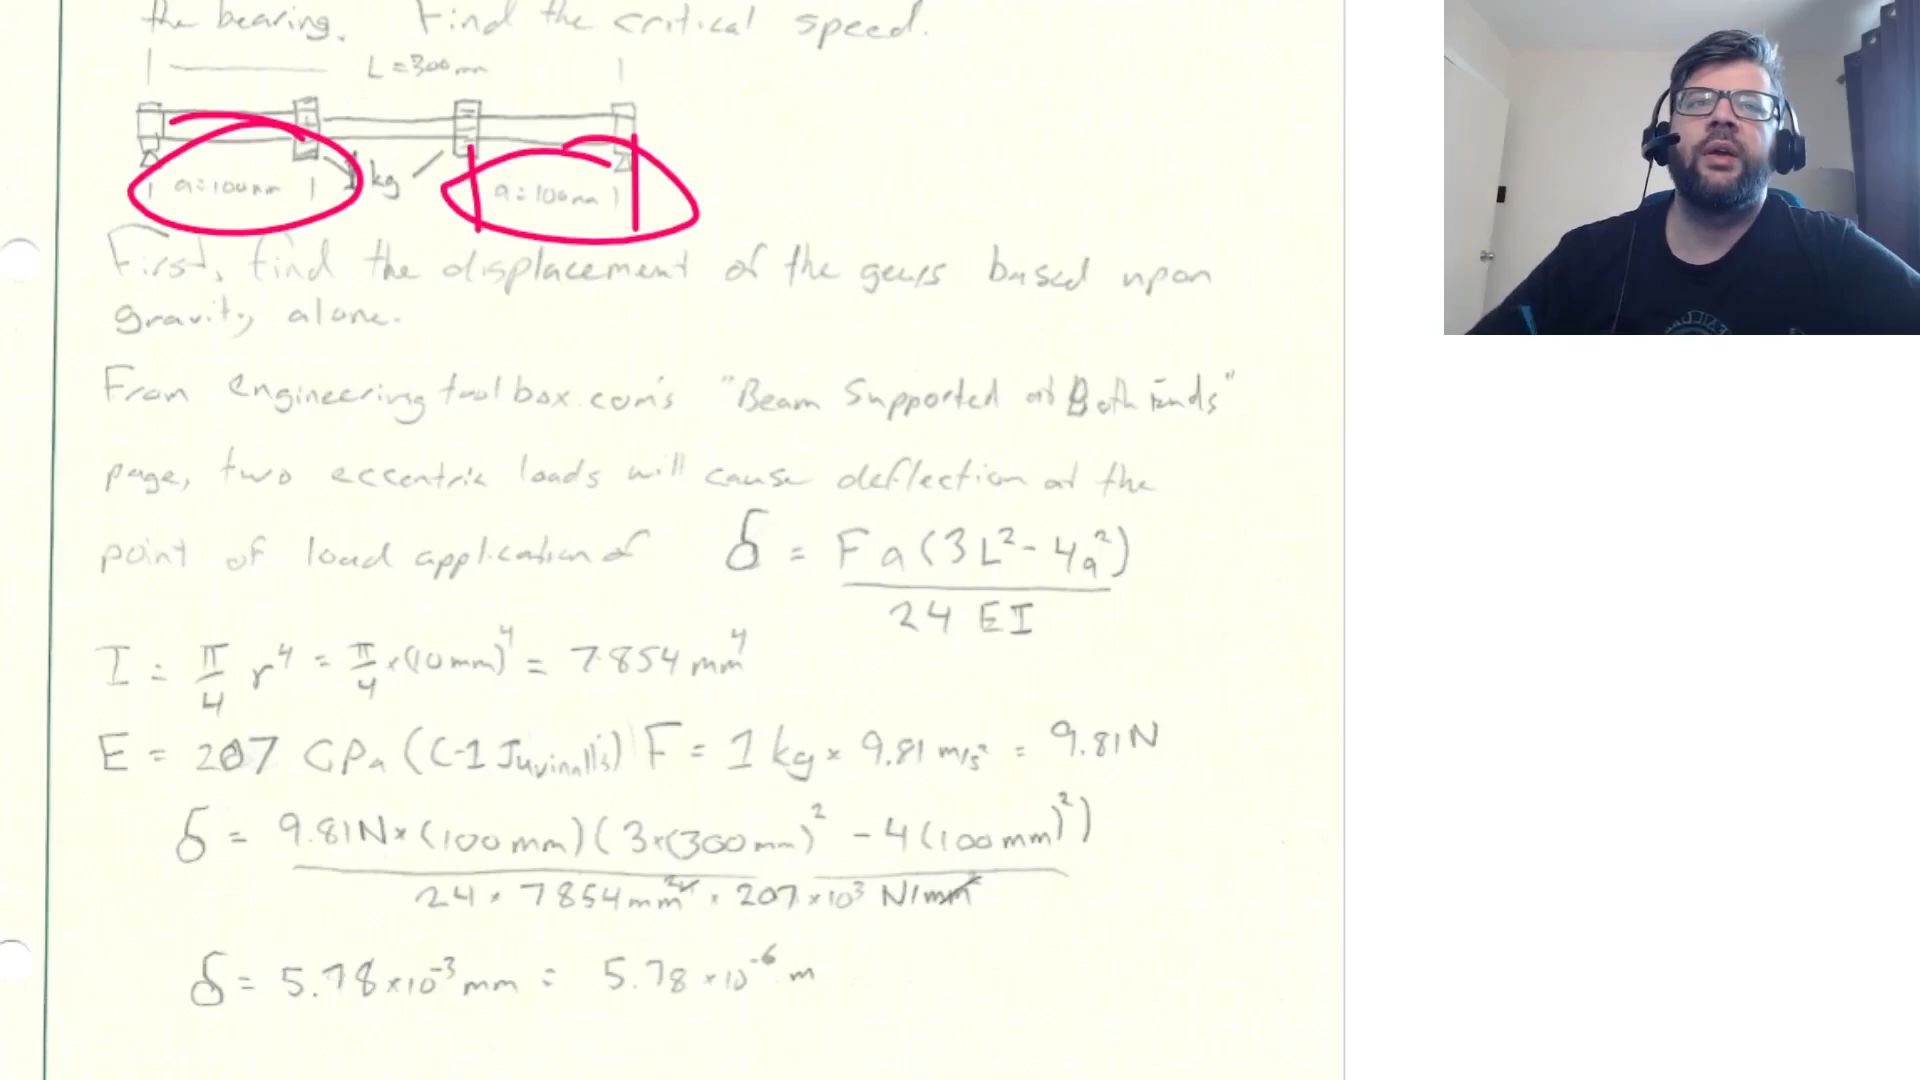 the bearing. Find the critical speed.
L = 300 mm
1 kg
a = 100 mm
a = 100 mm
First, find the displacement of the gears based upon
gravity alone.
From engineering toolbox.com's "Beam Supported at Both Ends"
page, two eccentric loads will cause deflection at the
point of load application of δ = Fa(3L² - 4a²) / 24 EI
I = π/4 r⁴ = π/4 × (10 mm)⁴ = 7854 mm⁴
E = 207 GPa (C-1 Juvinall's) F = 1 kg × 9.81 m/s² = 9.81 N
δ = 9.81N × (100 mm)(3×(300 mm)² - 4(100 mm)²)
24 × 7854 mm⁴ × 207 × 10³ N/mm²
δ = 5.78 × 10⁻³ mm = 5.78 × 10⁻⁶ m